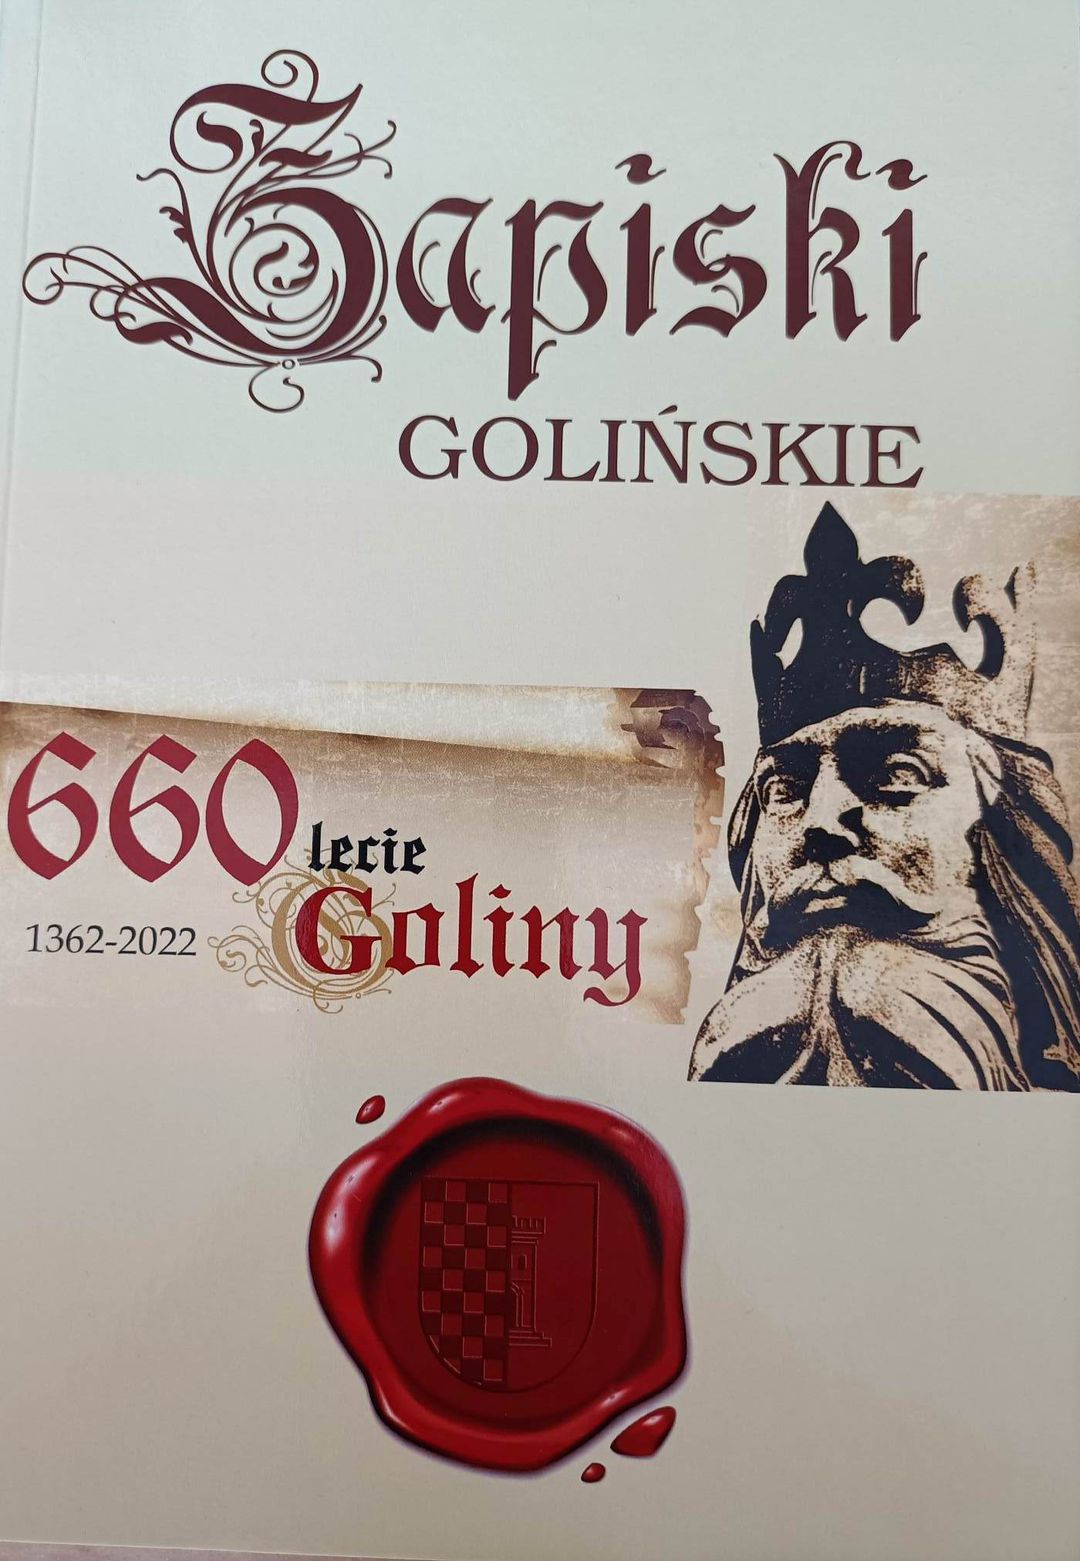 Zapiski
GOLIŃSKIE
660 lecie
1362-2022 Goliny